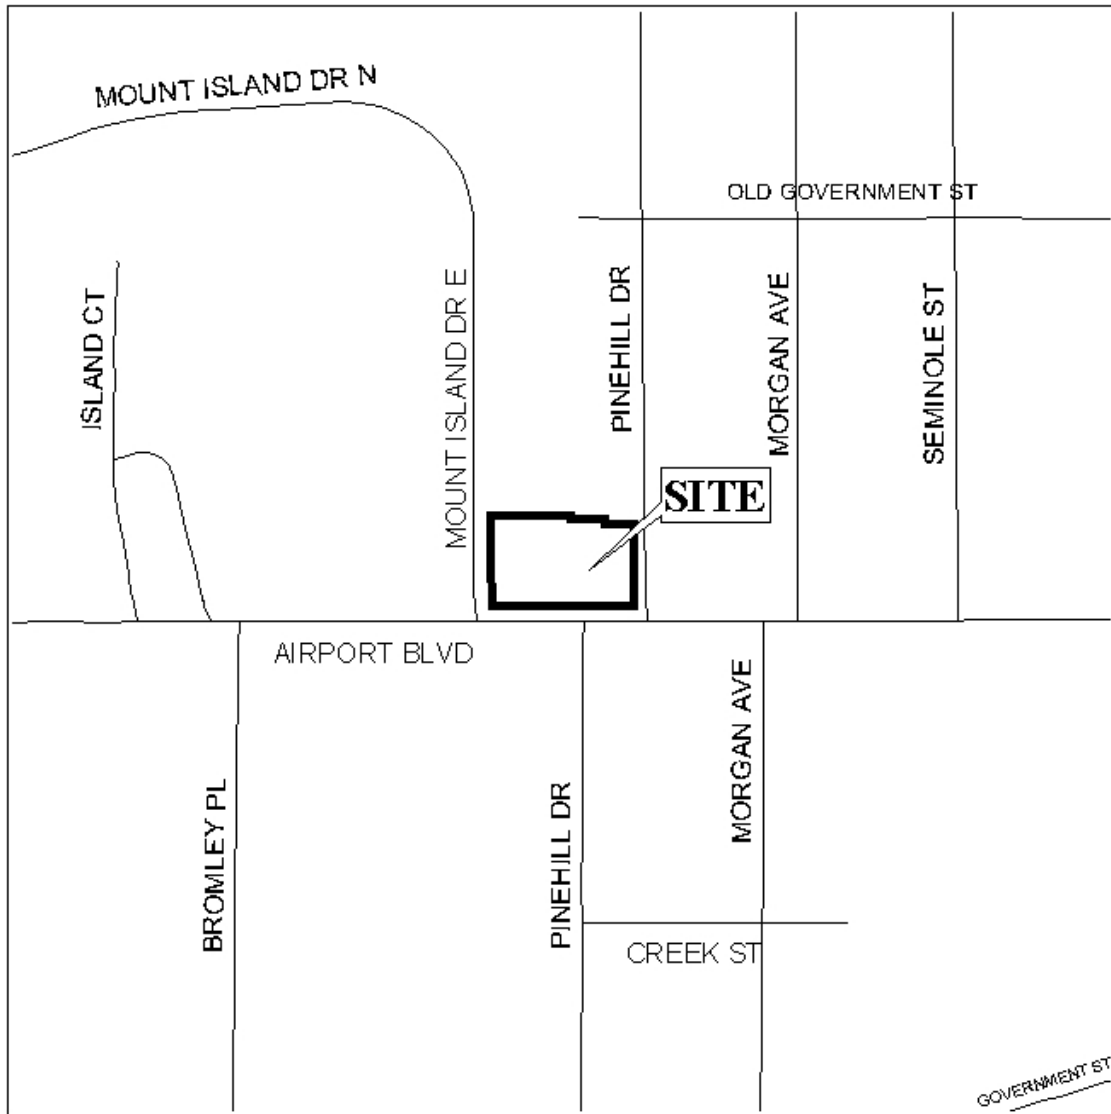 MOUNT ISLAND DR N
OLD GOVERNMENT ST
ISLAND CT
MOUNT ISLAND DR E
PINEHILL DR
MORGAN AVE
SEMINOLE ST
SITE
AIRPORT BLVD
BROMLEY PL
PINEHILL DR
MORGAN AVE
CREEK ST
GOVERNMENT ST